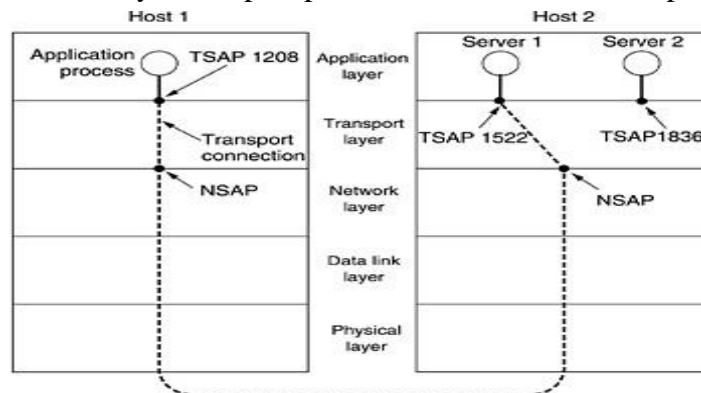 Host 1
Host 2
Application
process
TSAP 1208
Application
layer
Server 1
Server 2
Transport
connection
Transport
layer
TSAP 1522
TSAP1836
NSAP
Network
layer
NSAP
Data link
layer
Physical
layer